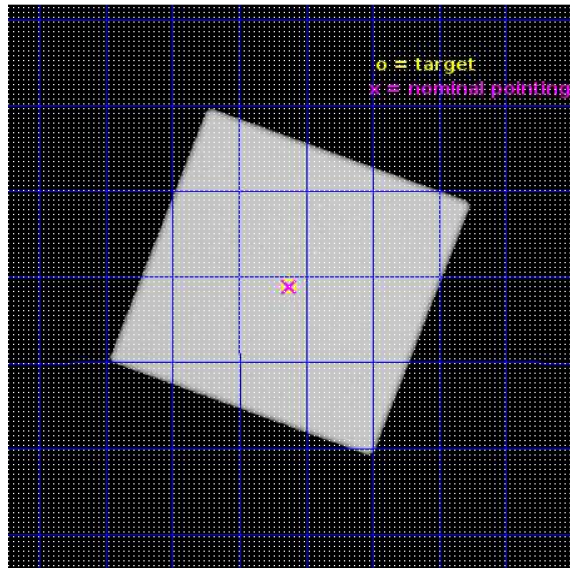 o = target
x = nominal pointing